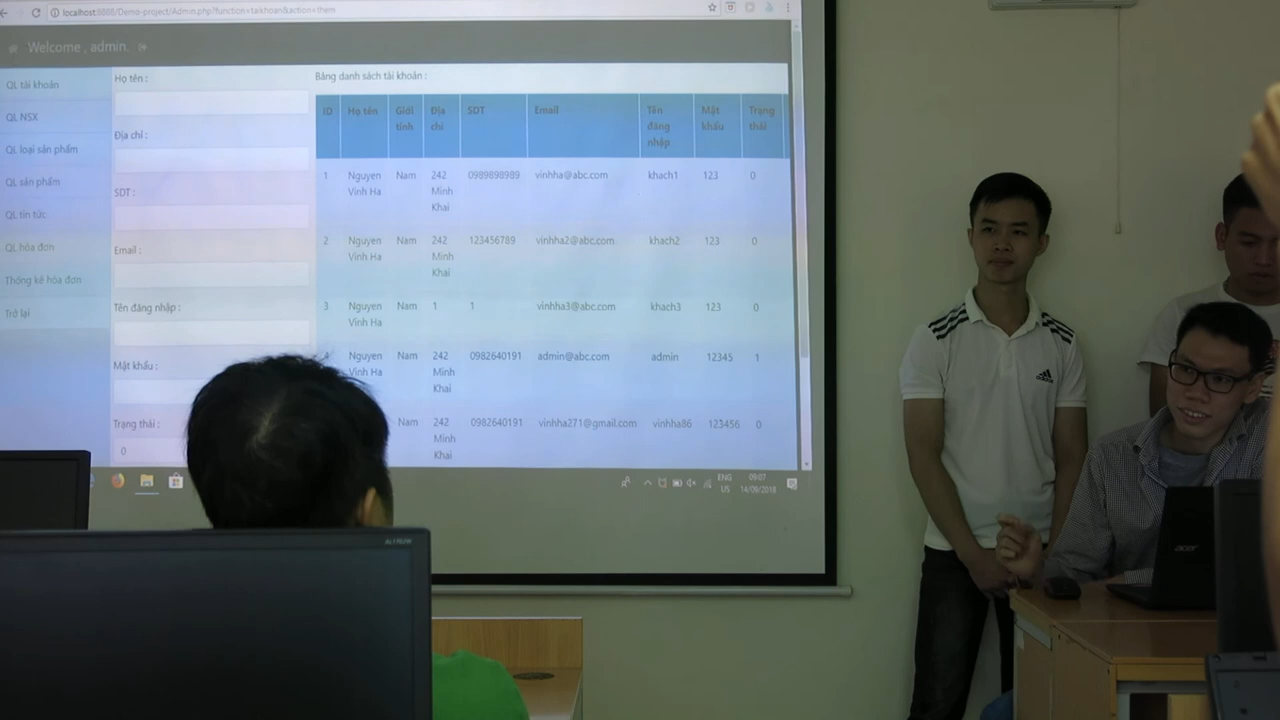 localhost:8888/Demo-project/Admin.php?function=taikhoan&action=them
Welcome , admin.
QL tài khoản
QL NSX
QL loại sản phẩm
QL sản phẩm
QL tin tức
QL hóa đơn
Thống kê hóa đơn
Trở lại
Họ tên :
Địa chỉ :
SDT :
Email :
Tên đăng nhập :
Mật khẩu :
Trạng thái :
0
Bảng danh sách tài khoản :
ID Họ tên Giới tính Địa chỉ SDT Email Tên đăng nhập Mật khẩu Trạng thái
1 Nguyen Vinh Ha Nam 242 Minh Khai 0989898989 vinhha@abc.com khach1 123 0
2 Nguyen Vinh Ha Nam 242 Minh Khai 123456789 vinhha2@abc.com khach2 123 0
3 Nguyen Vinh Ha Nam 1 1 vinhha3@abc.com khach3 123 0
Nguyen Vinh Ha Nam 242 Minh Khai 0982640191 admin@abc.com admin 12345 1
Nam 242 Minh Khai 0982640191 vinhha271@gmail.com vinhha86 123456 0
ENG
US
09:07
14/09/2018
adidas
acer